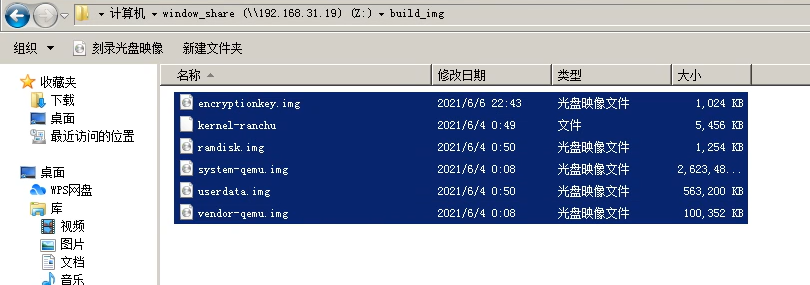 计算机 window_share (\\192.168.31.19) (Z:) build_img
组织 刻录光盘映像 新建文件夹
收藏夹
下载
桌面
最近访问的位置
桌面
WPS网盘
库
视频
图片
文档
音乐
名称 修改日期 类型 大小
encryptionkey.img 2021/6/6 22:43 光盘映像文件 1,024 KB
kernel-ranchu 2021/6/4 0:49 文件 5,456 KB
ramdisk.img 2021/6/4 0:50 光盘映像文件 1,254 KB
system-qemu.img 2021/6/4 0:08 光盘映像文件 2,623,48...
userdata.img 2021/6/4 0:50 光盘映像文件 563,200 KB
vendor-qemu.img 2021/6/4 0:08 光盘映像文件 100,352 KB